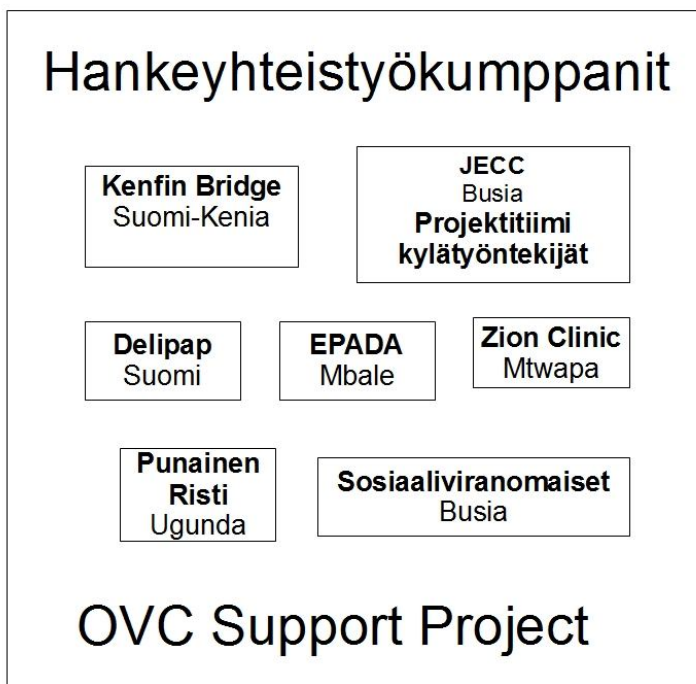 Hankeyhteistyökumppanit
Kenfin Bridge
Suomi-Kenia
JECC
Busia
Projektitiimi
kylätyöntekijät
Delipap
Suomi
EPADA
Mbale
Zion Clinic
Mtwapa
Punainen
Risti
Ugunda
Sosiaaliviranomaiset
Busia
OVC Support Project